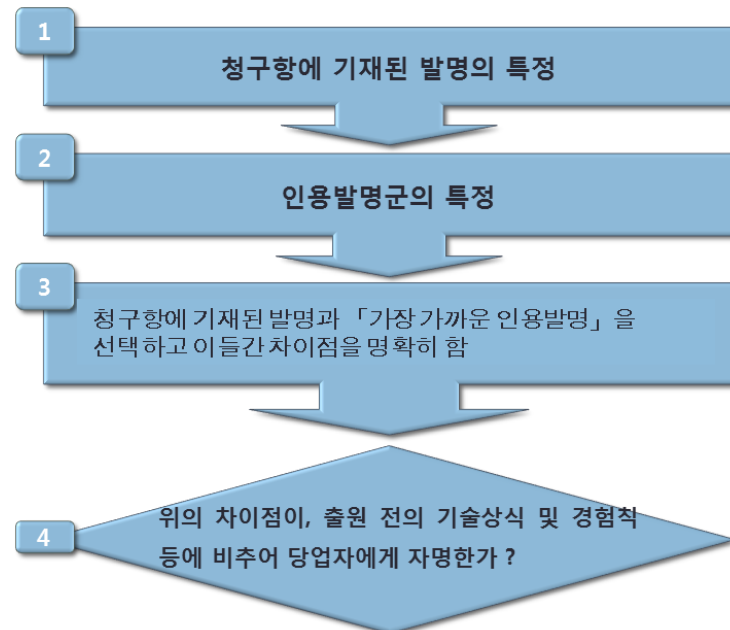 1
청구항에 기재된 발명의 특정
2
인용발명군의 특정
3
청구항에 기재된 발명과 「가장 가까운 인용발명」을
선택하고 이들간 차이점을 명확히 함
4
위의 차이점이, 출원 전의 기술상식 및 경험칙
등에 비추어 당업자에게 자명한가 ?